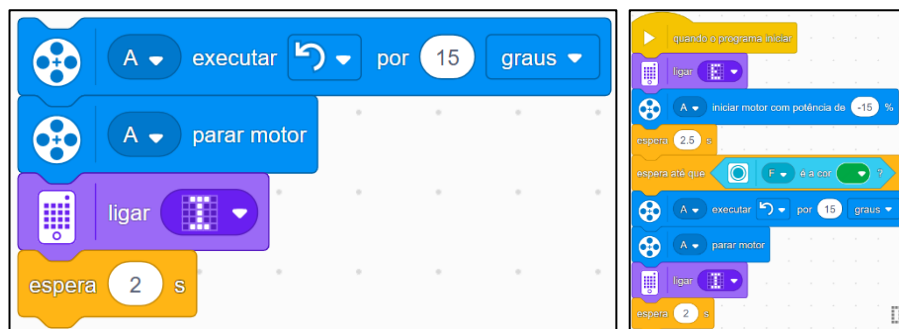 A executar por 15 graus
A parar motor
ligar
espera 2 s
quando o programa iniciar
ligar
A iniciar motor com potência de -15 %
espera 2.5 s
espera até que F é a cor ?
A executar por 15 graus
A parar motor
ligar
espera 2 s